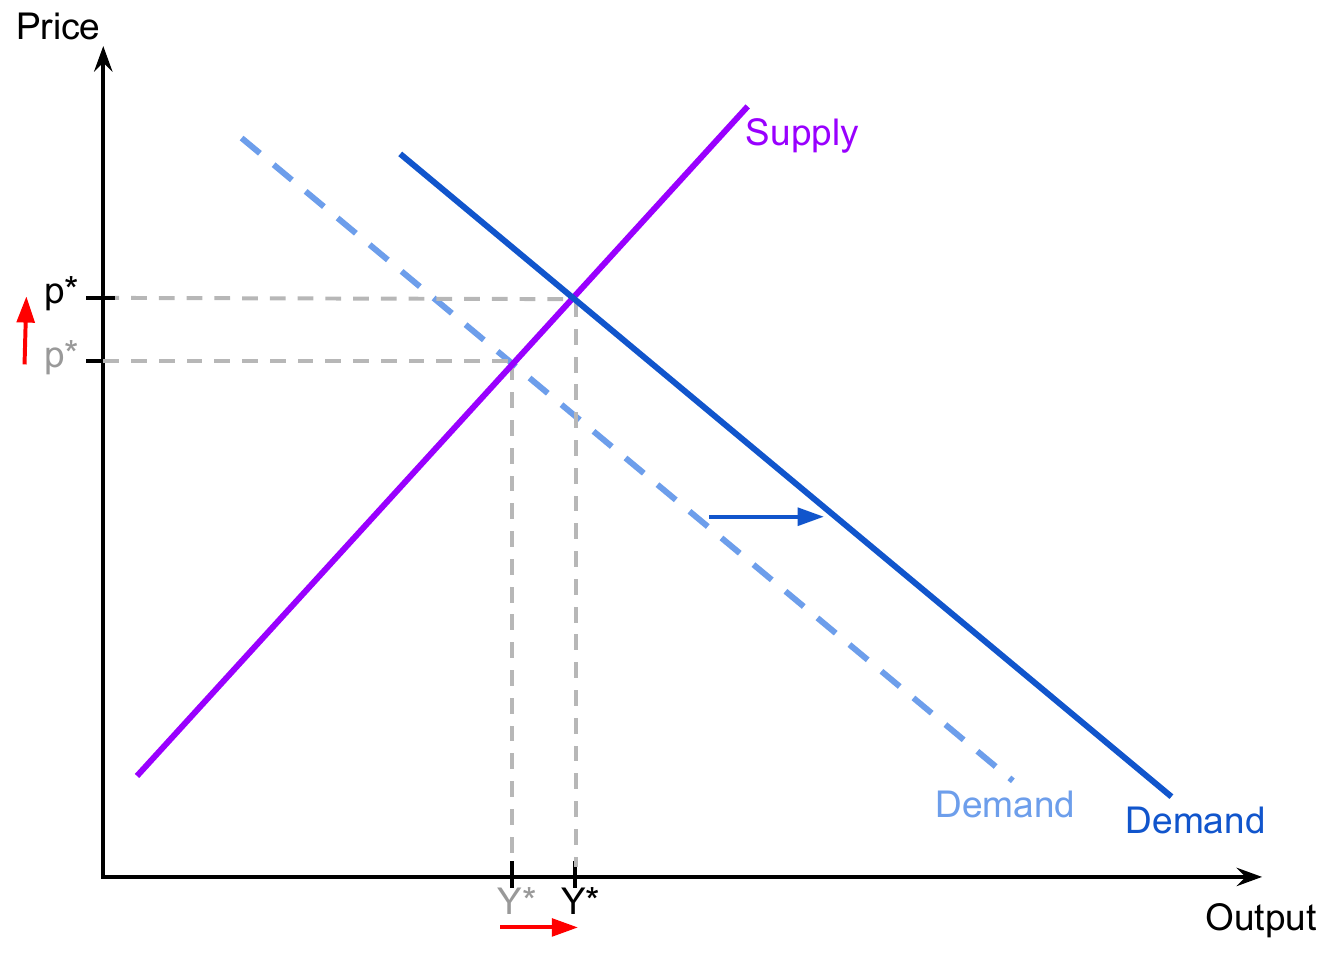 Price
Supply
p*
p*
Demand
Demand
Y* Y*
Output